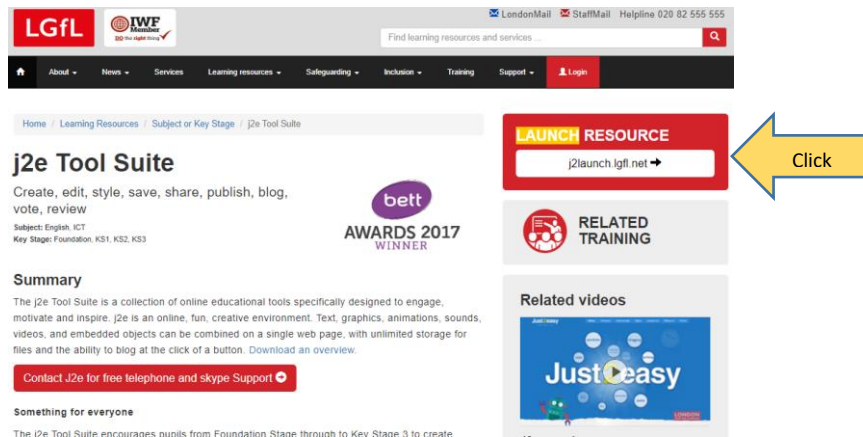 LondonMail StaffMail Helpline 020 82 555 555
LGfL
IWF
Member
DO the right thing
Find learning resources and services ...
About News Services Learning resources Safeguarding Inclusion Training Support Login
Home / Learning Resources / Subject or Key Stage / j2e Tool Suite
j2e Tool Suite
Create, edit, style, save, share, publish, blog,
vote, review
Subject: English, ICT
Key Stage: Foundation, KS1, KS2, KS3
bett
AWARDS 2017
WINNER
Summary
The j2e Tool Suite is a collection of online educational tools specifically designed to engage,
motivate and inspire. j2e is an online, fun, creative environment. Text, graphics, animations, sounds,
videos, and embedded objects can be combined on a single web page, with unlimited storage for
files and the ability to blog at the click of a button. Download an overview.
Contact J2e for free telephone and skype Support
Something for everyone
The j2e Tool Suite encourages pupils from Foundation Stage through to Key Stage 3 to create
LAUNCH RESOURCE
j2launch.lgfl.net
Click
RELATED
TRAINING
Related videos
Just2easy
LONDON